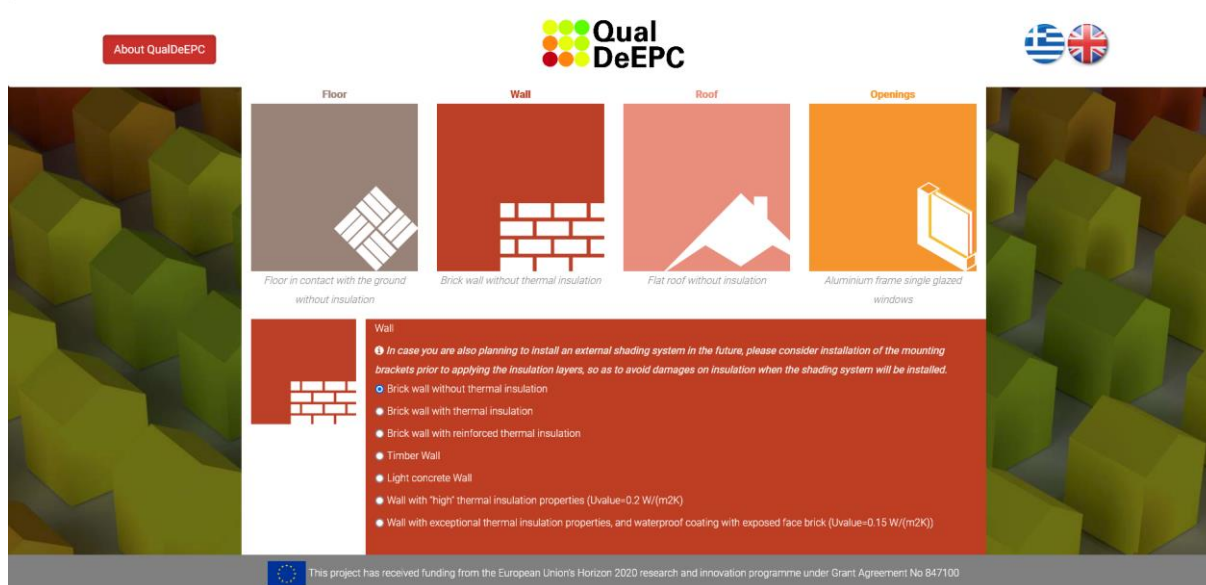 About QualDeEPC
Qual
DeEPC
Floor
Wall
Roof
Openings
Floor in contact with the ground
without insulation
Brick wall without thermal insulation
Flat roof without insulation
Aluminium frame single glazed
windows
Wall
In case you are also planning to install an external shading system in the future, please consider installation of the mounting
brackets prior to applying the insulation layers, so as to avoid damages on insulation when the shading system will be installed.
Brick wall without thermal insulation
Brick wall with thermal insulation
Brick wall with reinforced thermal insulation
Timber Wall
Light concrete Wall
Wall with "high" thermal insulation properties (Uvalue=0.2 W/(m2K)
Wall with exceptional thermal insulation properties, and waterproof coating with exposed face brick (Uvalue=0.15 W/(m2K))
This project has received funding from the European Union's Horizon 2020 research and innovation programme under Grant Agreement No 847100